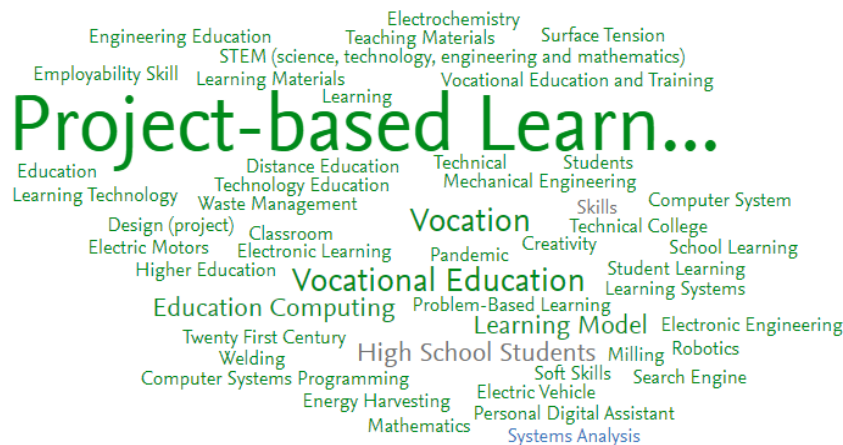 Electrochemistry
Engineering Education Teaching Materials Surface Tension
STEM (science, technology, engineering and mathematics)
Employability Skill Learning Materials Vocational Education and Training
Learning
Project-based Learn...
Education Distance Education Technical Students
Learning Technology Technology Education Mechanical Engineering
Waste Management Skills Computer System
Design (project) Classroom Vocation Technical College
Electric Motors Electronic Learning Pandemic Creativity School Learning
Higher Education Vocational Education Student Learning
Learning Systems
Education Computing Problem-Based Learning
Learning Model Electronic Engineering
Twenty First Century High School Students Milling Robotics
Welding
Computer Systems Programming Soft Skills Search Engine
Energy Harvesting Electric Vehicle
Mathematics Personal Digital Assistant
Systems Analysis